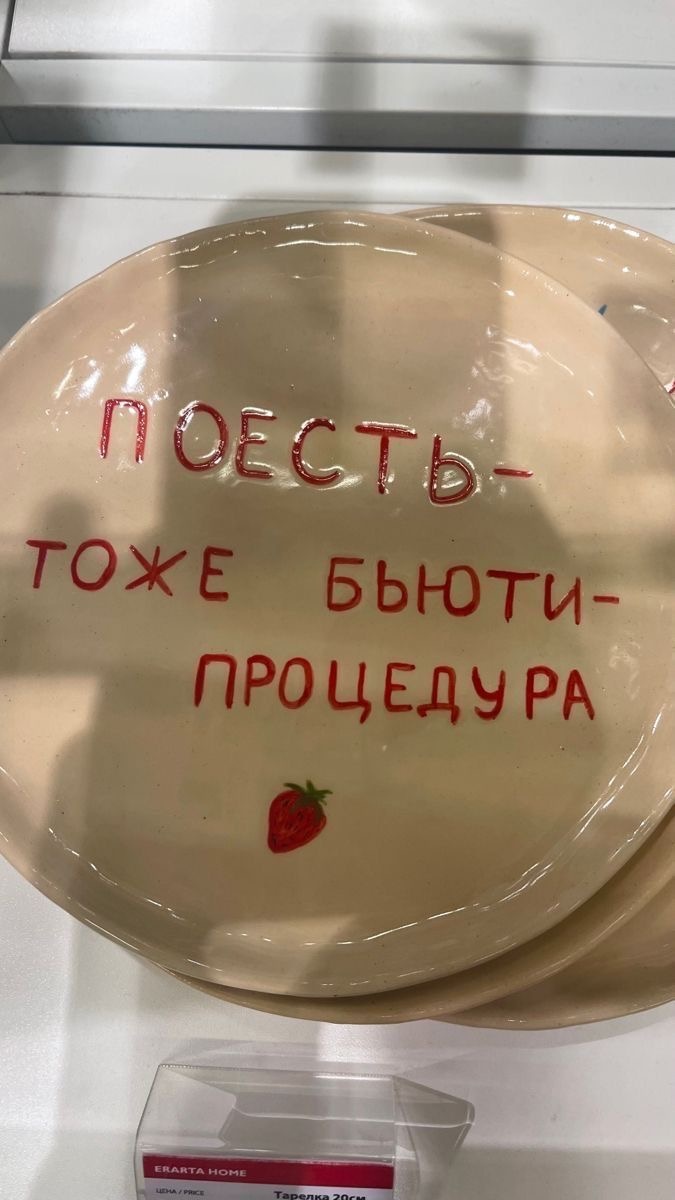 ПОЕСТЬ-
ТОЖЕ БЬЮТИ-
ПРОЦЕДУРА
ERARTA HOME
ЦЕНА / PRICE
Тарелка 20см